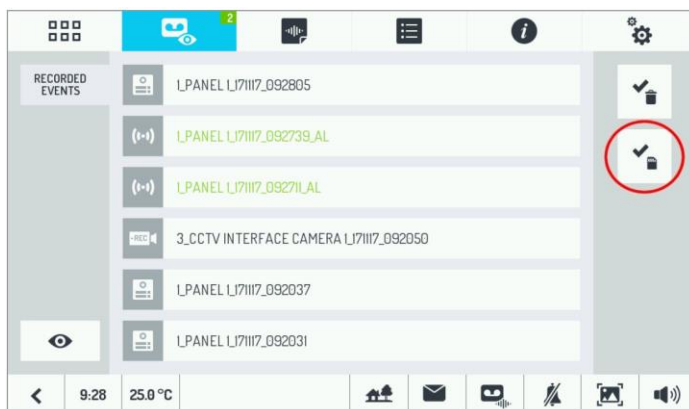 2
RECORDED
EVENTS
1_PANEL 1_171117_092805
1_PANEL 1_171117_092739_AL
1_PANEL 1_171117_092711_AL
-REC
3_CCTV INTERFACE CAMERA 1_171117_092050
1_PANEL 1_171117_092037
1_PANEL 1_171117_092031
9:28
25.0 °C